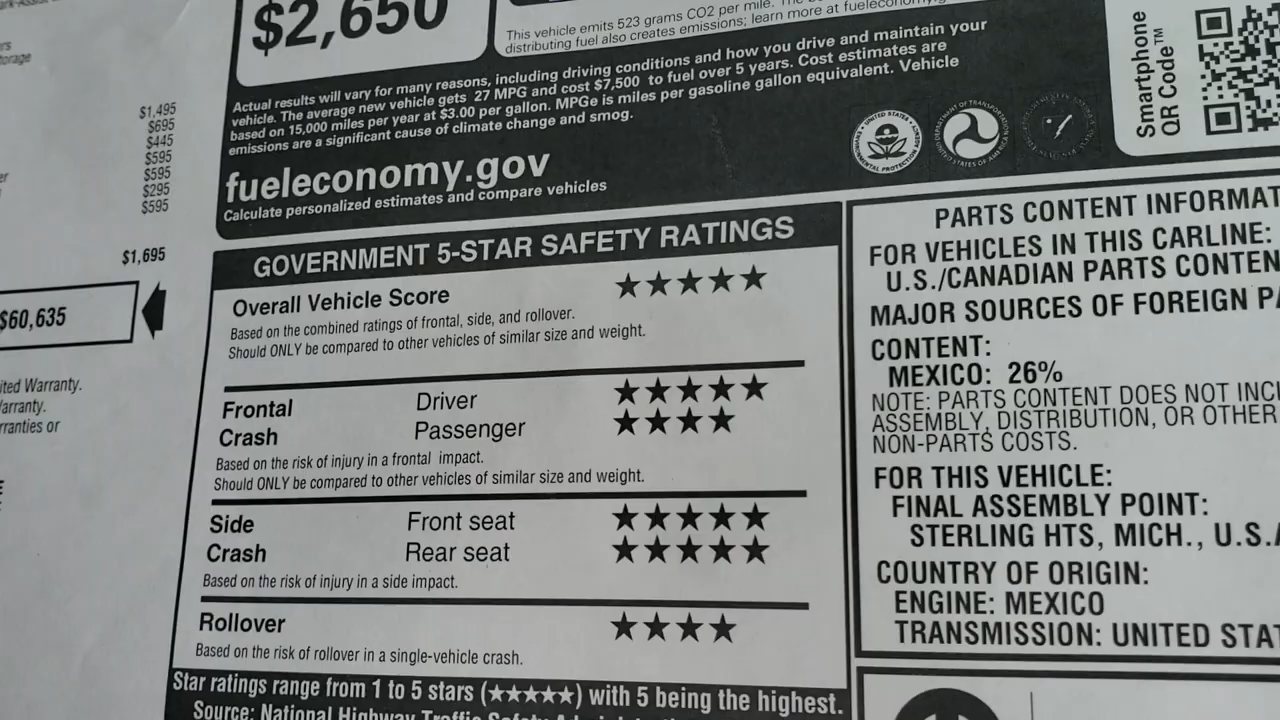 $2,650
This vehicle emits 523 grams CO2 per mile. The
distributing fuel also creates emissions; learn more at fueleconomy.g
Actual results will vary for many reasons, including driving conditions and how you drive and maintain your
vehicle. The average new vehicle gets 27 MPG and cost $7,500 to fuel over 5 years. Cost estimates are
based on 15,000 miles per year at $3.00 per gallon. MPGe is miles per gasoline gallon equivalent. Vehicle
emissions are a significant cause of climate change and smog.
fueleconomy.gov
Calculate personalized estimates and compare vehicles
Smartphone
QR Code™
$1,495
$695
$445
$595
$595
$295
$595
$1,695
$60,635
ited Warranty.
arranty.
rranties or
GOVERNMENT 5-STAR SAFETY RATINGS
Overall Vehicle Score ★★★★★
Based on the combined ratings of frontal, side, and rollover.
Should ONLY be compared to other vehicles of similar size and weight.
Frontal Driver ★★★★★
Crash Passenger ★★★★
Based on the risk of injury in a frontal impact.
Should ONLY be compared to other vehicles of similar size and weight.
Side Front seat ★★★★★
Crash Rear seat ★★★★★
Based on the risk of injury in a side impact.
Rollover ★★★★
Based on the risk of rollover in a single-vehicle crash.
Star ratings range from 1 to 5 stars (★★★★★) with 5 being the highest.
Source: National Highway Traffic Safety
PARTS CONTENT INFORMAT
FOR VEHICLES IN THIS CARLINE:
U.S./CANADIAN PARTS CONTEN
MAJOR SOURCES OF FOREIGN PA
CONTENT:
MEXICO: 26%
NOTE: PARTS CONTENT DOES NOT INCL
ASSEMBLY, DISTRIBUTION, OR OTHER
NON-PARTS COSTS.
FOR THIS VEHICLE:
FINAL ASSEMBLY POINT:
STERLING HTS, MICH., U.S.A
COUNTRY OF ORIGIN:
ENGINE: MEXICO
TRANSMISSION: UNITED STAT